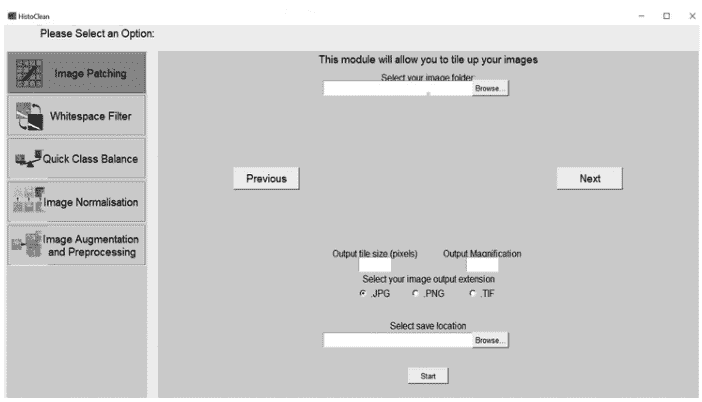 HistoClean
Please Select an Option:
Image Patching
Whitespace Filter
Quick Class Balance
Image Normalisation
Image Augmentation
and Preprocessing
This module will allow you to tile up your images
Select your image folder:
Browse...
Previous
Next
Output tile size (pixels)
Output Magnification
Select your image output extension
.JPG
.PNG
.TIF
Select save location
Browse...
Start